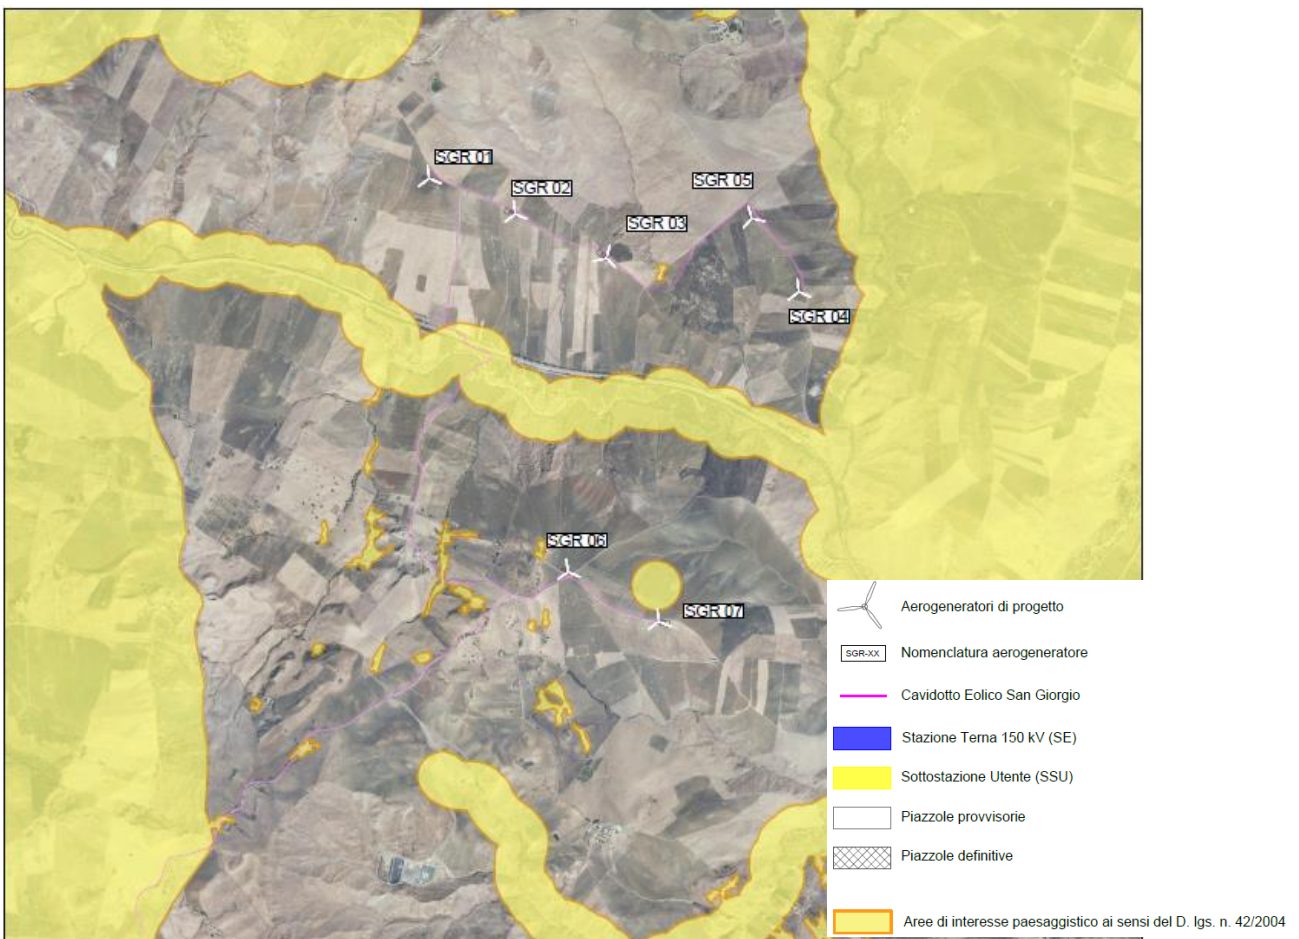 SGR 01
SGR 02
SGR 05
SGR 03
SGR 04
SGR 06
SGR 07
Aerogeneratori di progetto
SGR-XX
Nomenclatura aerogeneratore
Cavidotto Eolico San Giorgio
Stazione Terna 150 kV (SE)
Sottostazione Utente (SSU)
Piazzole provvisorie
Piazzole definitive
Aree di interesse paesaggistico ai sensi del D. lgs. n. 42/2004